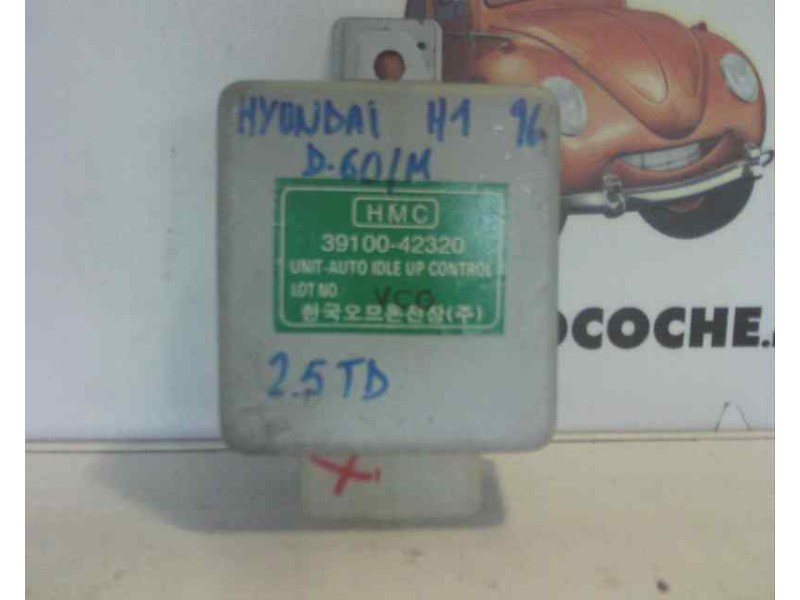 HYUNDAI H1 96
D-60/M
HMC
39100-42320
UNIT-AUTO IDLE UP CONTROL
LOT NO VCO
한국오므론전장(주)
2.5TD
X
OCOCHE.